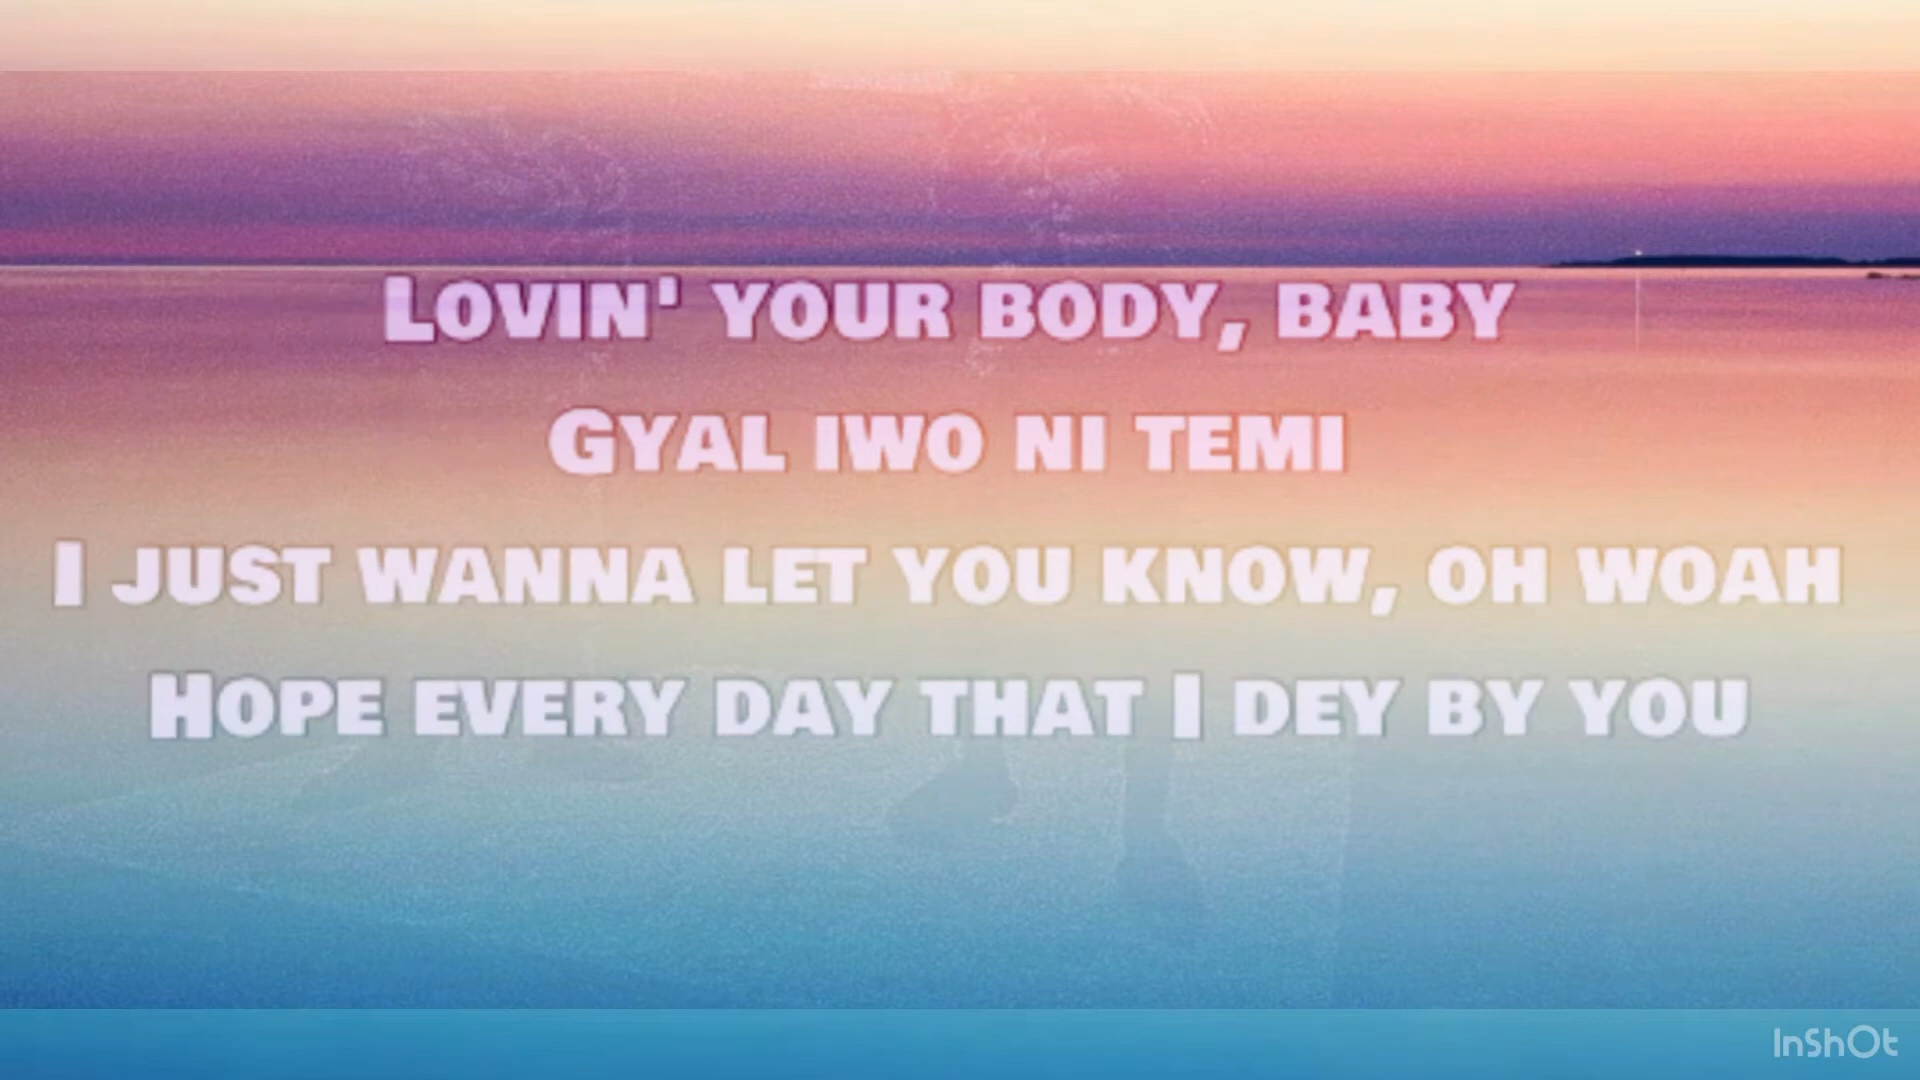 Lovin' your body, baby
Gyal iwo ni temi
I just wanna let you know, oh woah
Hope every day that I dey by you
InShOt